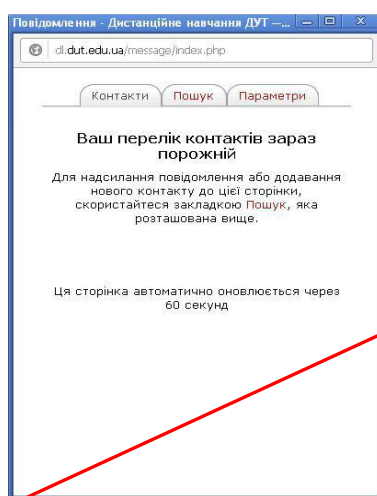 Повідомлення - Дистанційне навчання ДУТ —...
dl.dut.edu.ua/message/index.php
Контакти Пошук Параметри
Ваш перелік контактів зараз
порожній
Для надсилання повідомлення або додавання
нового контакту до цієї сторінки,
скористайтеся закладкою Пошук, яка
розташована вище.
Ця сторінка автоматично оновлюється через
60 секунд